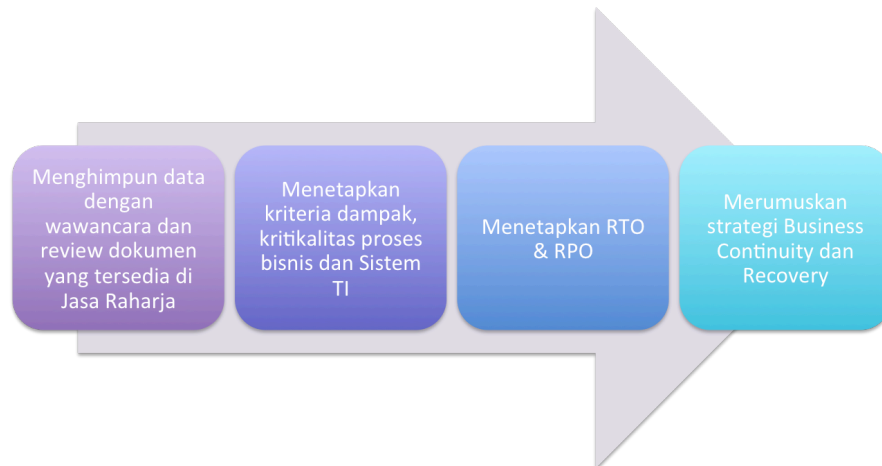 Menghimpun data
dengan
wawancara dan
review dokumen
yang tersedia di
Jasa Raharja
Menetapkan
kriteria dampak,
kritikalitas proses
bisnis dan Sistem
TI
Menetapkan RTO
& RPO
Merumuskan
strategi Business
Continuity dan
Recovery